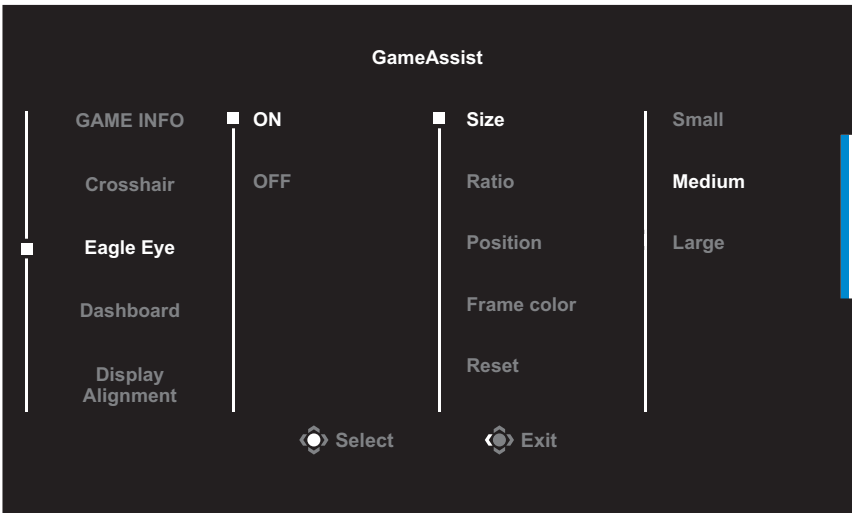 GameAssist
GAME INFO
Crosshair
Eagle Eye
Dashboard
Display
Alignment
ON
OFF
Size
Ratio
Position
Frame color
Reset
Small
Medium
Large
Select
Exit